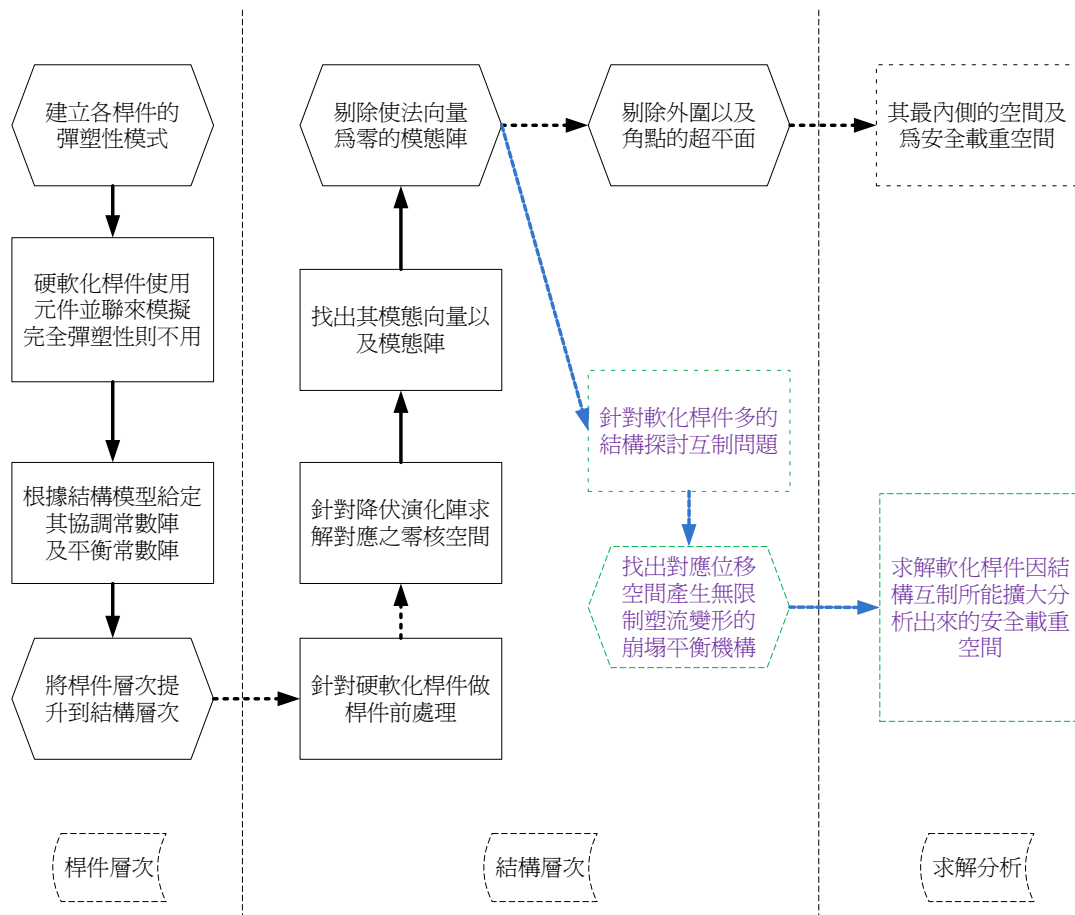 建立各桿件的
彈塑性模式
硬軟化桿件使用
元件並聯來模擬
完全彈塑性則不用
根據結構模型給定
其協調常數陣
及平衡常數陣
將桿件層次提
升到結構層次
剔除使法向量
為零的模態陣
找出其模態向量以
及模態陣
針對降伏演化陣求
解對應之零核空間
針對硬軟化桿件做
桿件前處理
剔除外圍以及
角點的超平面
針對軟化桿件多的
結構探討互制問題
找出對應位移
空間產生無限
制塑流變形的
崩塌平衡機構
其最內側的空間及
為安全載重空間
求解軟化桿件因結
構互制所能擴大分
析出來的安全載重
空間
桿件層次
結構層次
求解分析